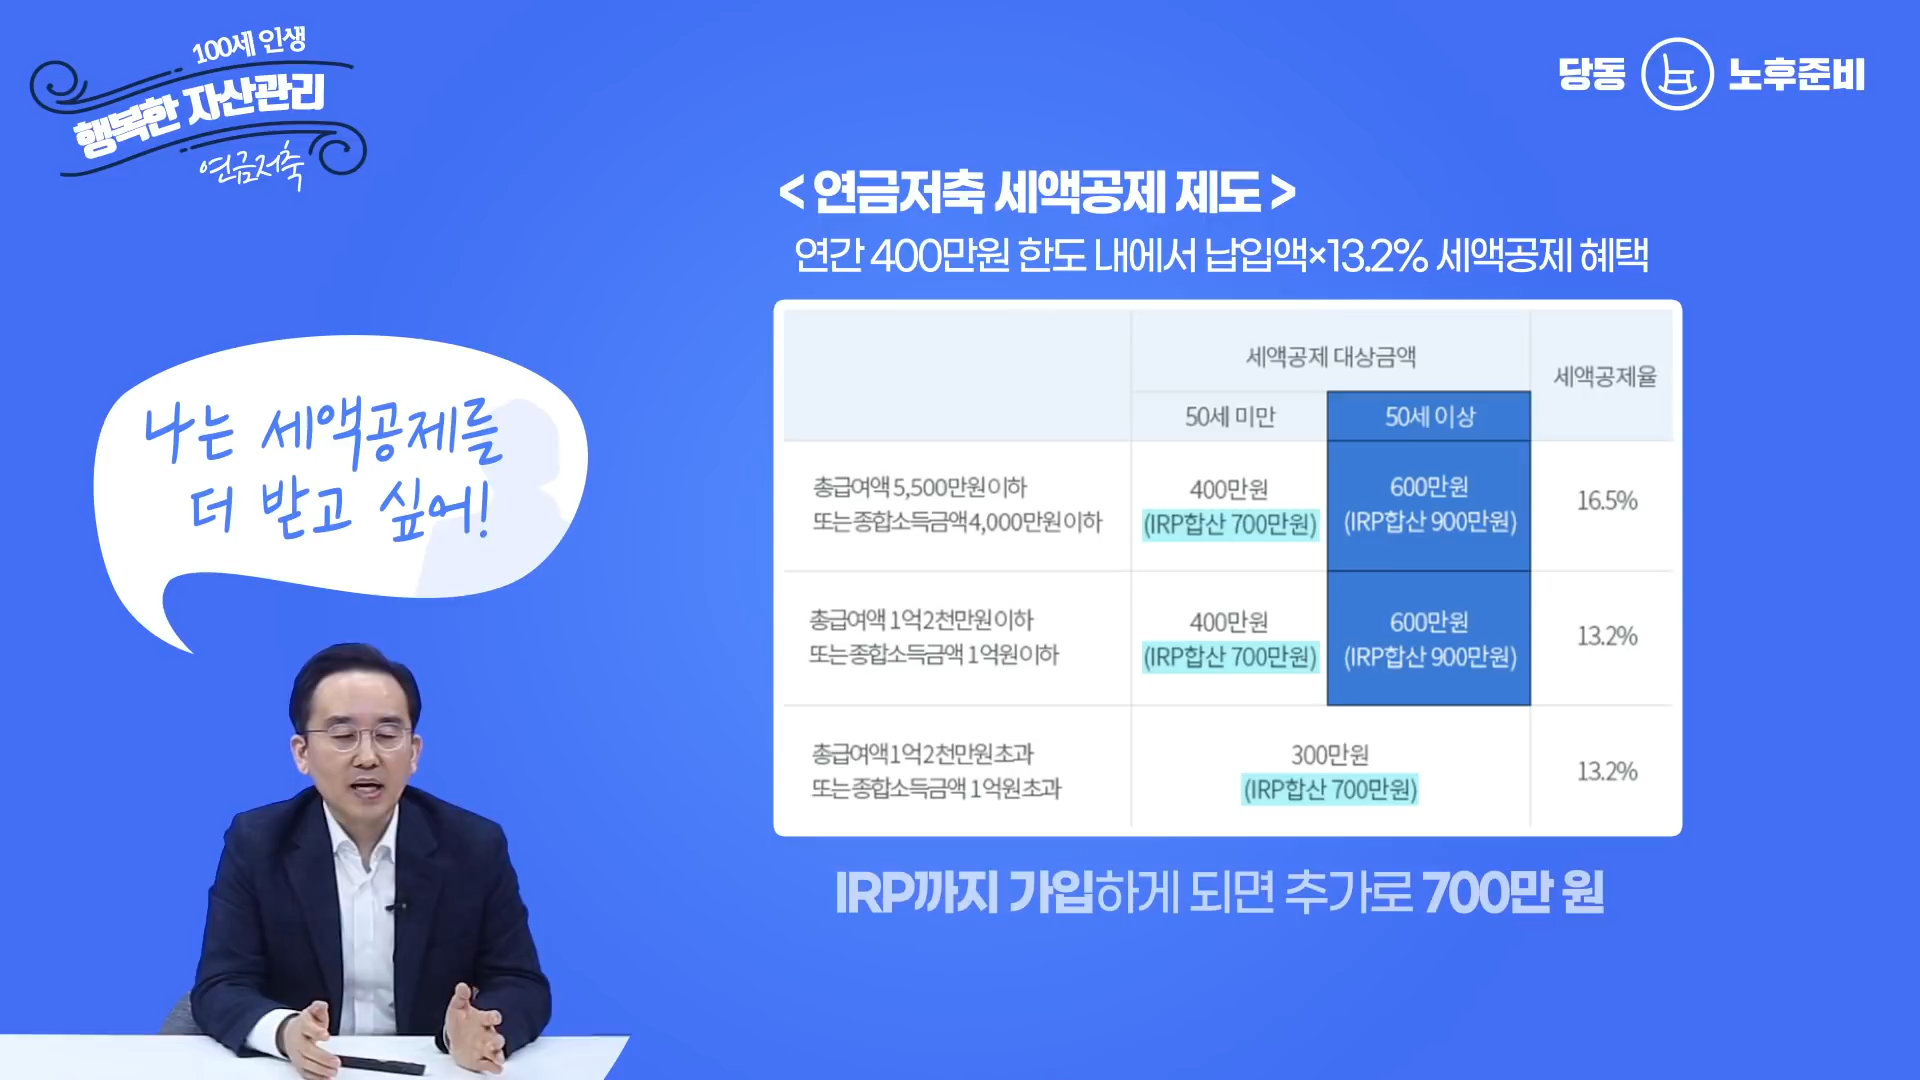 100세 인생
행복한 자산관리
연금저축
당동 노후준비
< 연금저축 세액공제 제도 >
연간 400만원 한도 내에서 납입액×13.2% 세액공제 혜택
나는 세액공제를
더 받고 싶어!
세액공제 대상금액
세액공제율
50세 미만
50세 이상
총급여액 5,500만원 이하
또는 종합소득금액 4,000만원 이하
400만원
(IRP합산 700만원)
600만원
(IRP합산 900만원)
16.5%
총급여액 1억 2천만원 이하
또는 종합소득금액 1억원 이하
400만원
(IRP합산 700만원)
600만원
(IRP합산 900만원)
13.2%
총급여액 1억 2천만원 초과
또는 종합소득금액 1억원 초과
300만원
(IRP합산 700만원)
13.2%
IRP까지 가입하게 되면 추가로 700만 원